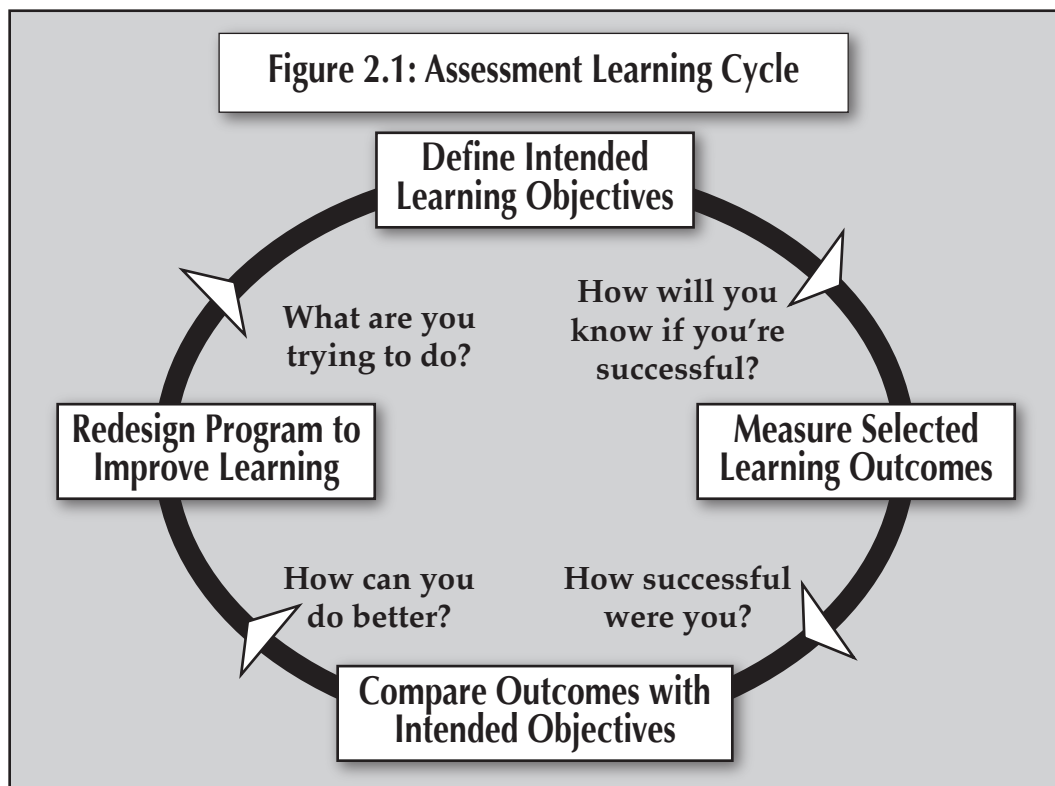 Figure 2.1: Assessment Learning Cycle
Define Intended
Learning Objectives
What are you
trying to do?
How will you
know if you’re
successful?
Redesign Program to
Improve Learning
Measure Selected
Learning Outcomes
How can you
do better?
How successful
were you?
Compare Outcomes with
Intended Objectives